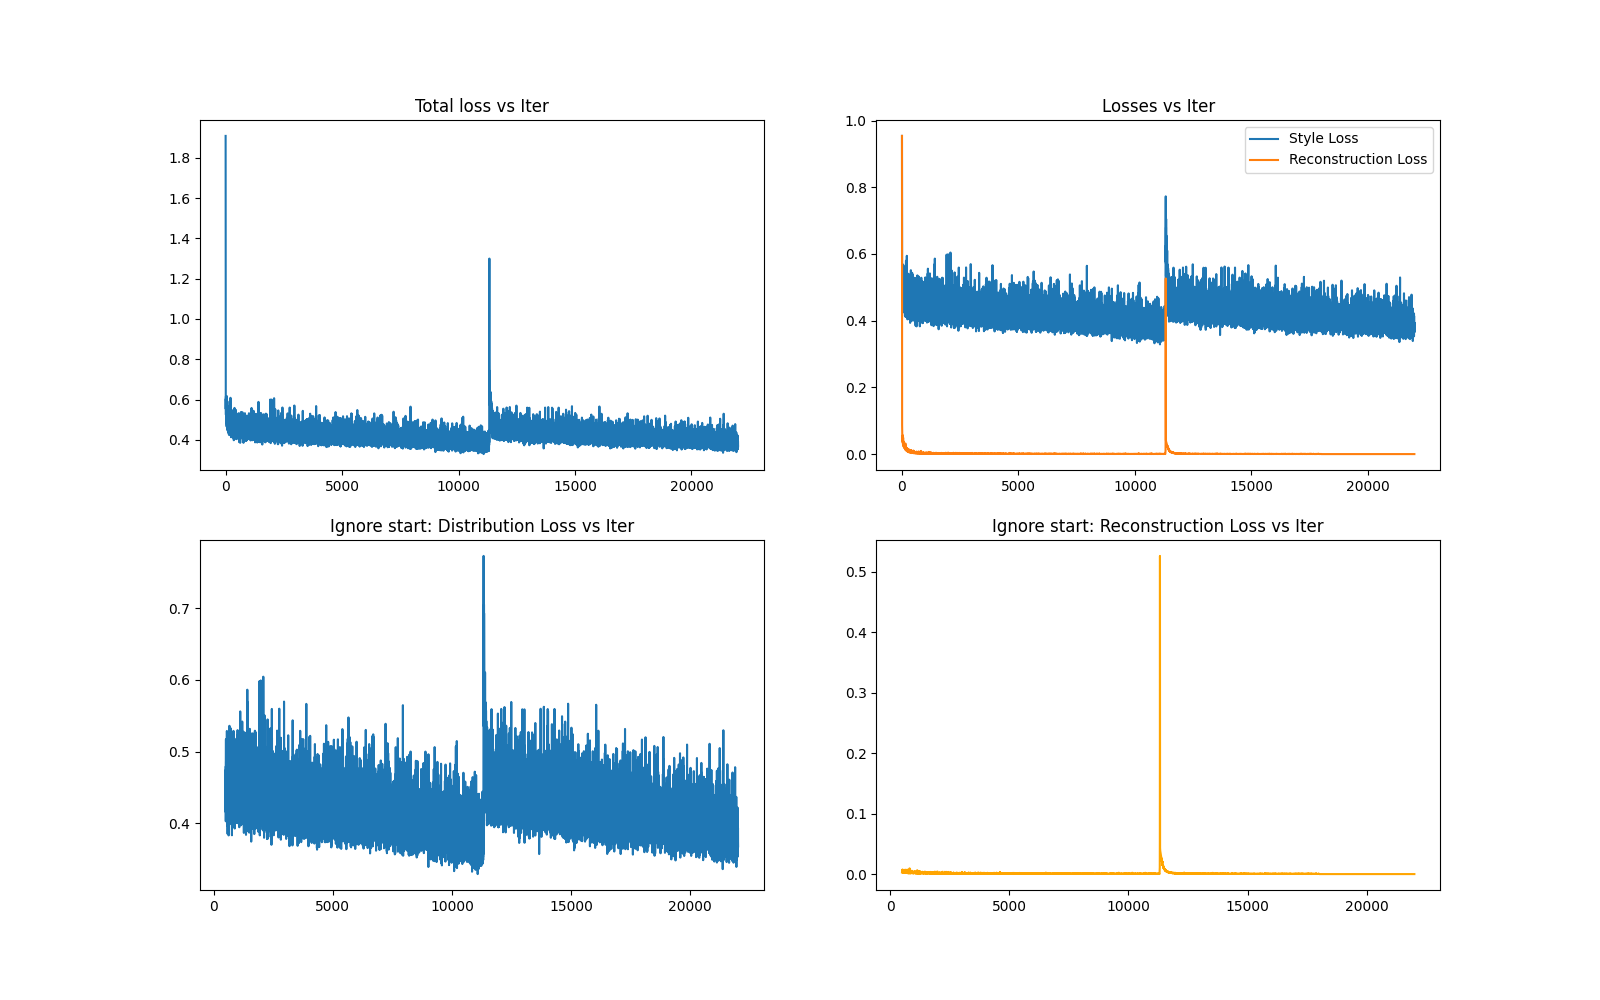 Total loss vs Iter
1.8
1.6
1.4
1.2
1.0
0.8
0.6
0.4
0 5000 10000 15000 20000
Losses vs Iter
Style Loss
Reconstruction Loss
1.0
0.8
0.6
0.4
0.2
0.0
0 5000 10000 15000 20000
Ignore start: Distribution Loss vs Iter
0.7
0.6
0.5
0.4
0 5000 10000 15000 20000
Ignore start: Reconstruction Loss vs Iter
0.5
0.4
0.3
0.2
0.1
0.0
0 5000 10000 15000 20000